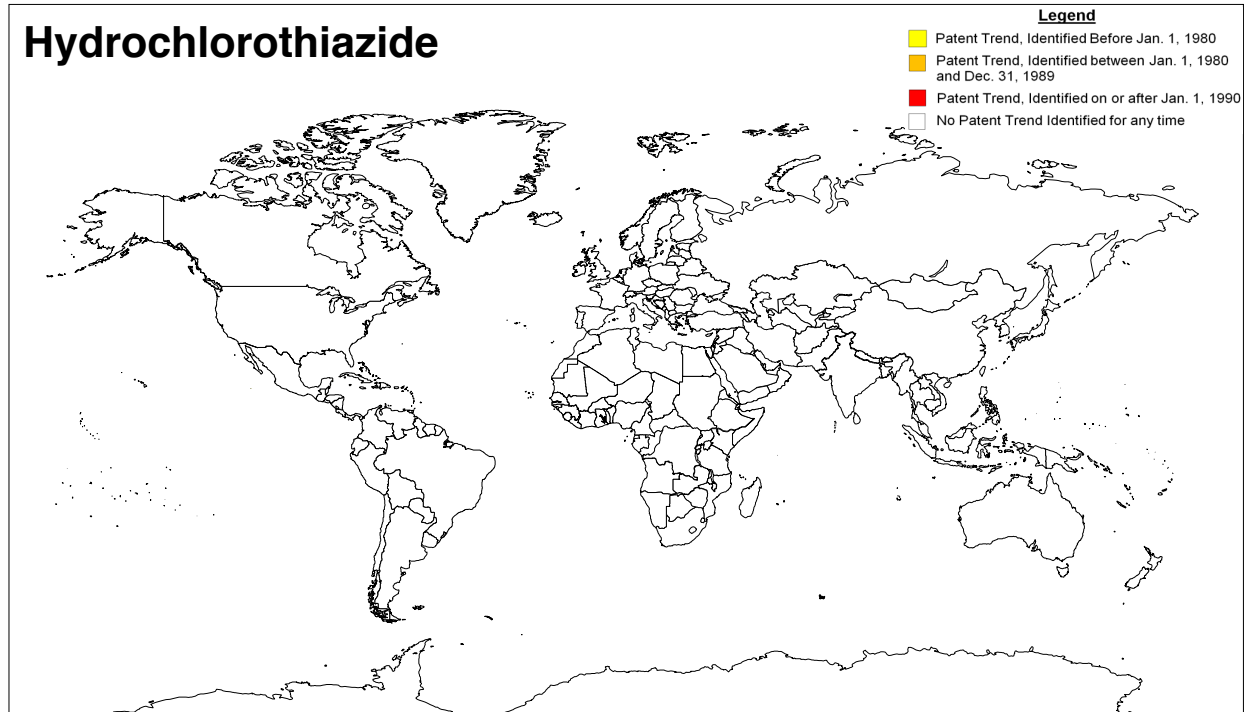 Hydrochlorothiazide
Legend
Patent Trend, Identified Before Jan. 1, 1980
Patent Trend, Identified between Jan. 1, 1980
and Dec. 31, 1989
Patent Trend, Identified on or after Jan. 1, 1990
No Patent Trend Identified for any time